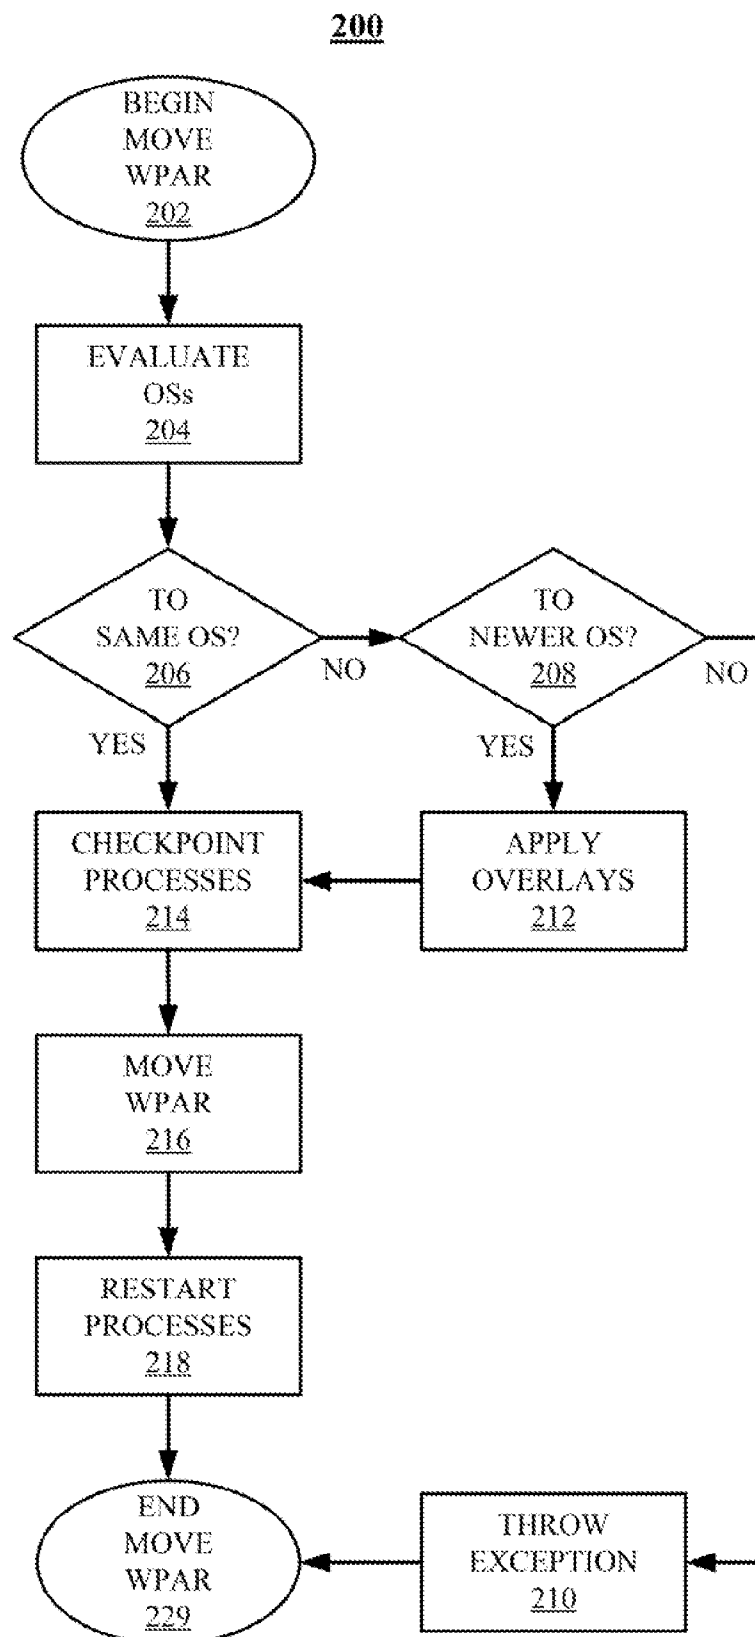 200
BEGIN
MOVE
WPAR
202
EVALUATE
OSs
204
TO
SAME OS?
206
NO
YES
TO
NEWER OS?
208
NO
YES
CHECKPOINT
PROCESSES
214
APPLY
OVERLAYS
212
MOVE
WPAR
216
RESTART
PROCESSES
218
END
MOVE
WPAR
229
THROW
EXCEPTION
210